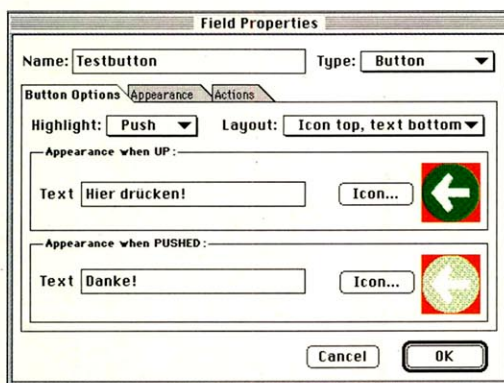 Field Properties
Name: Testbutton Type: Button
Button Options Appearance Actions
Highlight: Push Layout: Icon top, text bottom
Appearance when UP:
Text Hier drücken! Icon...
Appearance when PUSHED:
Text Danke! Icon...
Cancel OK